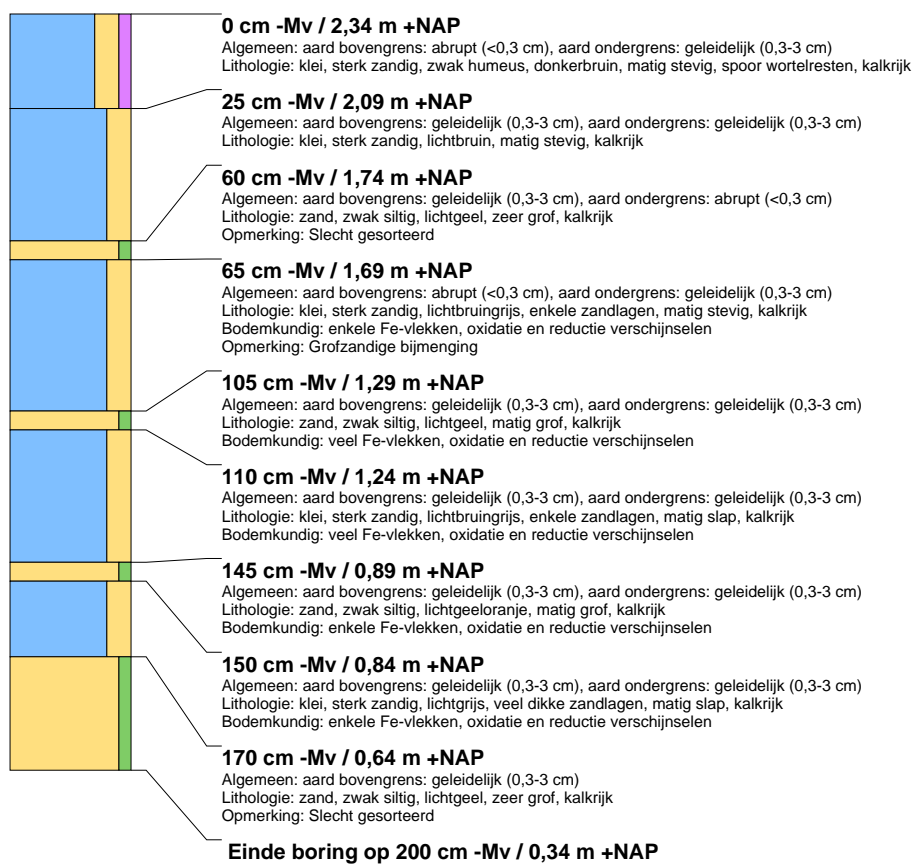 0 cm -Mv / 2,34 m +NAP
Algemeen: aard bovengrens: abrupt (<0,3 cm), aard ondergrens: geleidelijk (0,3-3 cm)
Lithologie: klei, sterk zandig, zwak humeus, donkerbruin, matig stevig, spoor wortelresten, kalkrijk
25 cm -Mv / 2,09 m +NAP
Algemeen: aard bovengrens: geleidelijk (0,3-3 cm), aard ondergrens: geleidelijk (0,3-3 cm)
Lithologie: klei, sterk zandig, lichtbruin, matig stevig, kalkrijk
60 cm -Mv / 1,74 m +NAP
Algemeen: aard bovengrens: geleidelijk (0,3-3 cm), aard ondergrens: abrupt (<0,3 cm)
Lithologie: zand, zwak siltig, lichtgeel, zeer grof, kalkrijk
Opmerking: Slecht gesorteerd
65 cm -Mv / 1,69 m +NAP
Algemeen: aard bovengrens: abrupt (<0,3 cm), aard ondergrens: geleidelijk (0,3-3 cm)
Lithologie: klei, sterk zandig, lichtbruingrijs, enkele zandlagen, matig stevig, kalkrijk
Bodemkundig: enkele Fe-vlekken, oxidatie en reductie verschijnselen
Opmerking: Grofzandige bijmenging
105 cm -Mv / 1,29 m +NAP
Algemeen: aard bovengrens: geleidelijk (0,3-3 cm), aard ondergrens: geleidelijk (0,3-3 cm)
Lithologie: zand, zwak siltig, lichtgeel, matig grof, kalkrijk
Bodemkundig: veel Fe-vlekken, oxidatie en reductie verschijnselen
110 cm -Mv / 1,24 m +NAP
Algemeen: aard bovengrens: geleidelijk (0,3-3 cm), aard ondergrens: geleidelijk (0,3-3 cm)
Lithologie: klei, sterk zandig, lichtbruingrijs, enkele zandlagen, matig slap, kalkrijk
Bodemkundig: veel Fe-vlekken, oxidatie en reductie verschijnselen
145 cm -Mv / 0,89 m +NAP
Algemeen: aard bovengrens: geleidelijk (0,3-3 cm), aard ondergrens: geleidelijk (0,3-3 cm)
Lithologie: zand, zwak siltig, lichtgeeloranje, matig grof, kalkrijk
Bodemkundig: enkele Fe-vlekken, oxidatie en reductie verschijnselen
150 cm -Mv / 0,84 m +NAP
Algemeen: aard bovengrens: geleidelijk (0,3-3 cm), aard ondergrens: geleidelijk (0,3-3 cm)
Lithologie: klei, sterk zandig, lichtgrijs, veel dikke zandlagen, matig slap, kalkrijk
Bodemkundig: enkele Fe-vlekken, oxidatie en reductie verschijnselen
170 cm -Mv / 0,64 m +NAP
Algemeen: aard bovengrens: geleidelijk (0,3-3 cm)
Lithologie: zand, zwak siltig, lichtgeel, zeer grof, kalkrijk
Opmerking: Slecht gesorteerd
Einde boring op 200 cm -Mv / 0,34 m +NAP